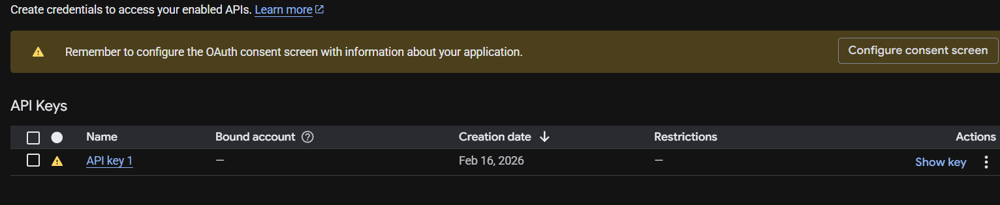 Create credentials to access your enabled APIs. Learn more
Remember to configure the OAuth consent screen with information about your application. Configure consent screen
API Keys
Name Bound account Creation date Restrictions Actions
API key 1 — Feb 16, 2026 — Show key